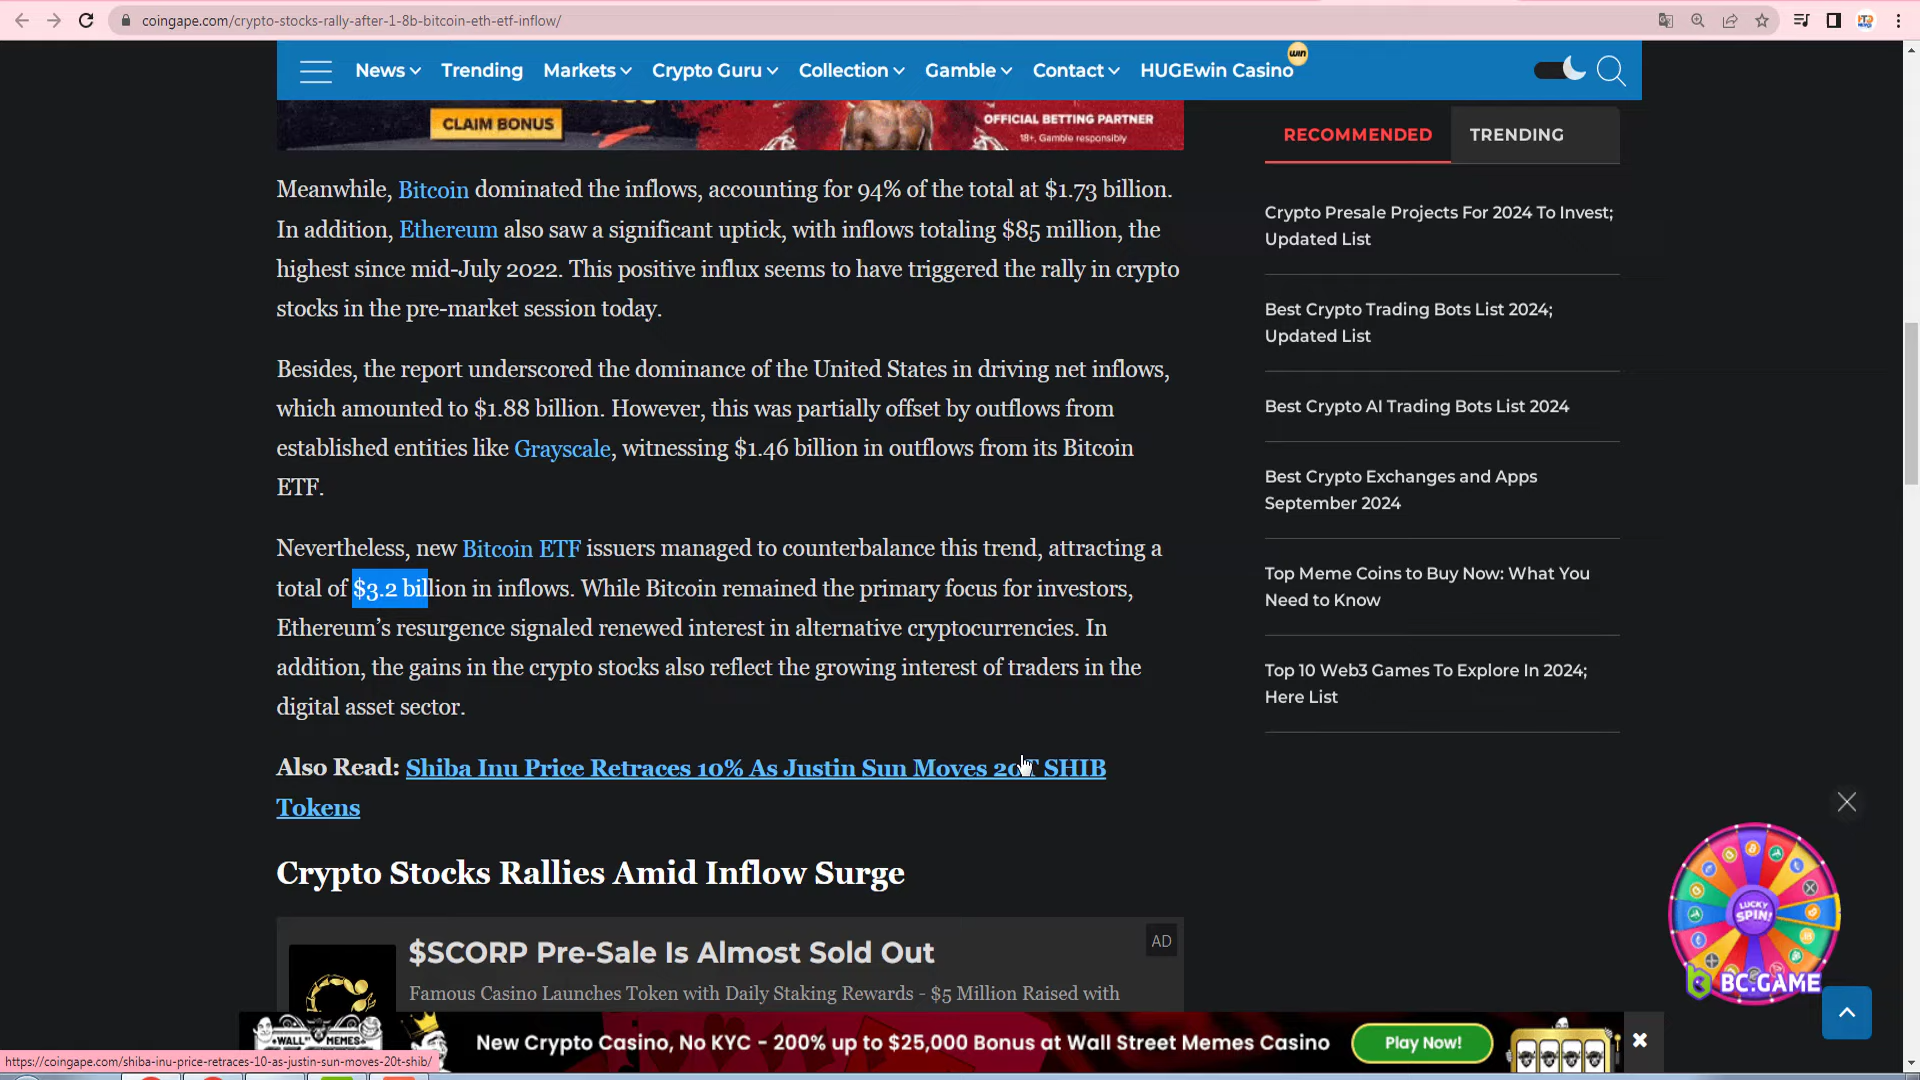 coingape.com/crypto-stocks-rally-after-1-8b-bitcoin-eth-etf-inflow/
News Trending Markets Crypto Guru Collection Gamble Contact HUGEwin Casino
win
CLAIM BONUS
OFFICIAL BETTING PARTNER
18+, Gamble responsibly
Meanwhile, Bitcoin dominated the inflows, accounting for 94% of the total at $1.73 billion.
In addition, Ethereum also saw a significant uptick, with inflows totaling $85 million, the
highest since mid-July 2022. This positive influx seems to have triggered the rally in crypto
stocks in the pre-market session today.
Besides, the report underscored the dominance of the United States in driving net inflows,
which amounted to $1.88 billion. However, this was partially offset by outflows from
established entities like Grayscale, witnessing $1.46 billion in outflows from its Bitcoin
ETF.
Nevertheless, new Bitcoin ETF issuers managed to counterbalance this trend, attracting a
total of $3.2 billion in inflows. While Bitcoin remained the primary focus for investors,
Ethereum's resurgence signaled renewed interest in alternative cryptocurrencies. In
addition, the gains in the crypto stocks also reflect the growing interest of traders in the
digital asset sector.
Also Read: Shiba Inu Price Retraces 10% As Justin Sun Moves 20T SHIB
Tokens
Crypto Stocks Rallies Amid Inflow Surge
$SCORP Pre-Sale Is Almost Sold Out
AD
Famous Casino Launches Token with Daily Staking Rewards - $5 Million Raised with
RECOMMENDED
TRENDING
Crypto Presale Projects For 2024 To Invest;
Updated List
Best Crypto Trading Bots List 2024;
Updated List
Best Crypto AI Trading Bots List 2024
Best Crypto Exchanges and Apps
September 2024
Top Meme Coins to Buy Now: What You
Need to Know
Top 10 Web3 Games To Explore In 2024;
Here List
LUCKY
SPIN!
BC.GAME
WALL ST MEMES
New Crypto Casino, No KYC - 200% up to $25,000 Bonus at Wall Street Memes Casino
Play Now!
https://coingape.com/shiba-inu-price-retraces-10-as-justin-sun-moves-20t-shib/